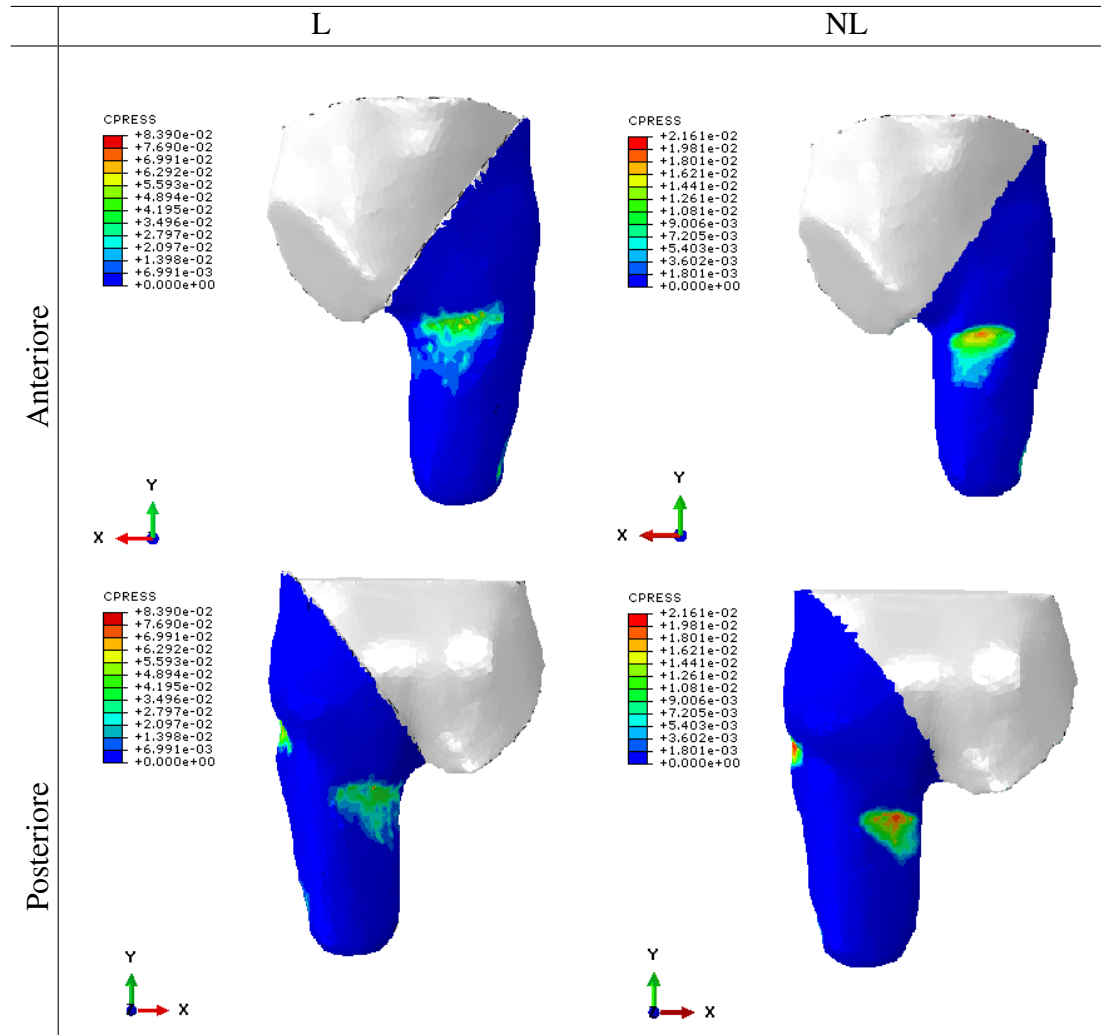 L NL
Anteriore
CPRESS
+8.390e-02
+7.690e-02
+6.991e-02
+6.292e-02
+5.593e-02
+4.894e-02
+4.195e-02
+3.496e-02
+2.797e-02
+2.097e-02
+1.398e-02
+6.991e-03
+0.000e+00
Y
X
CPRESS
+2.161e-02
+1.981e-02
+1.801e-02
+1.621e-02
+1.441e-02
+1.261e-02
+1.081e-02
+9.006e-03
+7.205e-03
+5.403e-03
+3.602e-03
+1.801e-03
+0.000e+00
Y
X
Posteriore
CPRESS
+8.390e-02
+7.690e-02
+6.991e-02
+6.292e-02
+5.593e-02
+4.894e-02
+4.195e-02
+3.496e-02
+2.797e-02
+2.097e-02
+1.398e-02
+6.991e-03
+0.000e+00
Y
X
CPRESS
+2.161e-02
+1.981e-02
+1.801e-02
+1.621e-02
+1.441e-02
+1.261e-02
+1.081e-02
+9.006e-03
+7.205e-03
+5.403e-03
+3.602e-03
+1.801e-03
+0.000e+00
Y
X